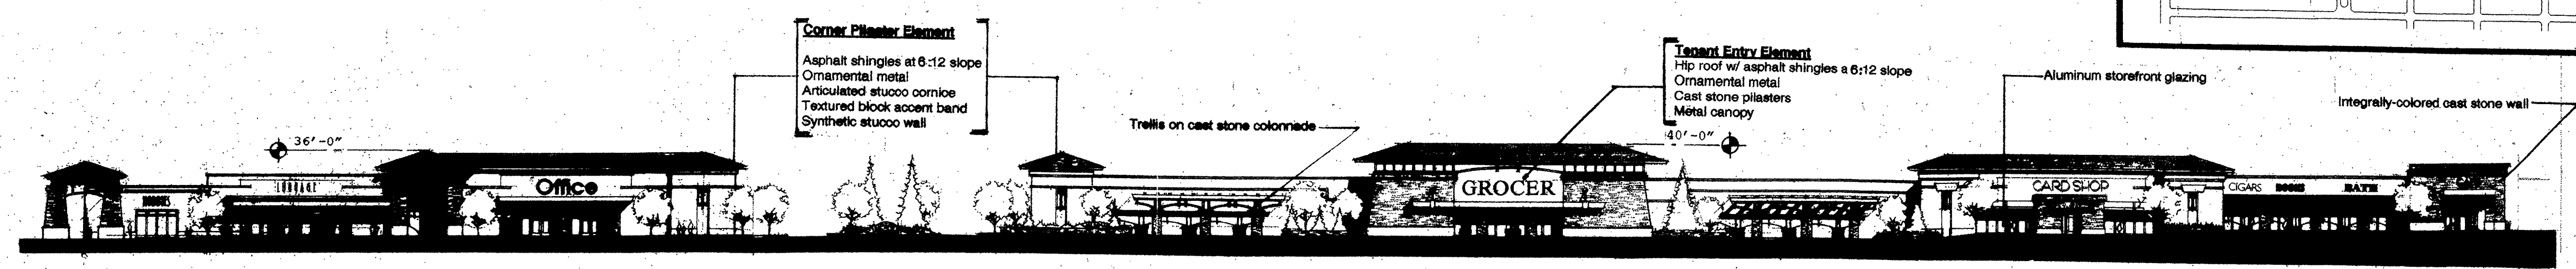 Corner Pilaster Element
Asphalt shingles at 6:12 slope
Ornamental metal
Articulated stucco cornice
Textured block accent band
Synthetic stucco wall
Tenant Entry Element
Hip roof w/ asphalt shingles a 6:12 slope
Ornamental metal
Cast stone pilasters
Metal canopy
Aluminum storefront glazing
Integrally-colored cast stone wall
Trellis on cast stone colonnade
36'-0"
40'-0"
LUGGAGE
Office
GROCER
CARD SHOP
CIGARS
BOOKS
BATH